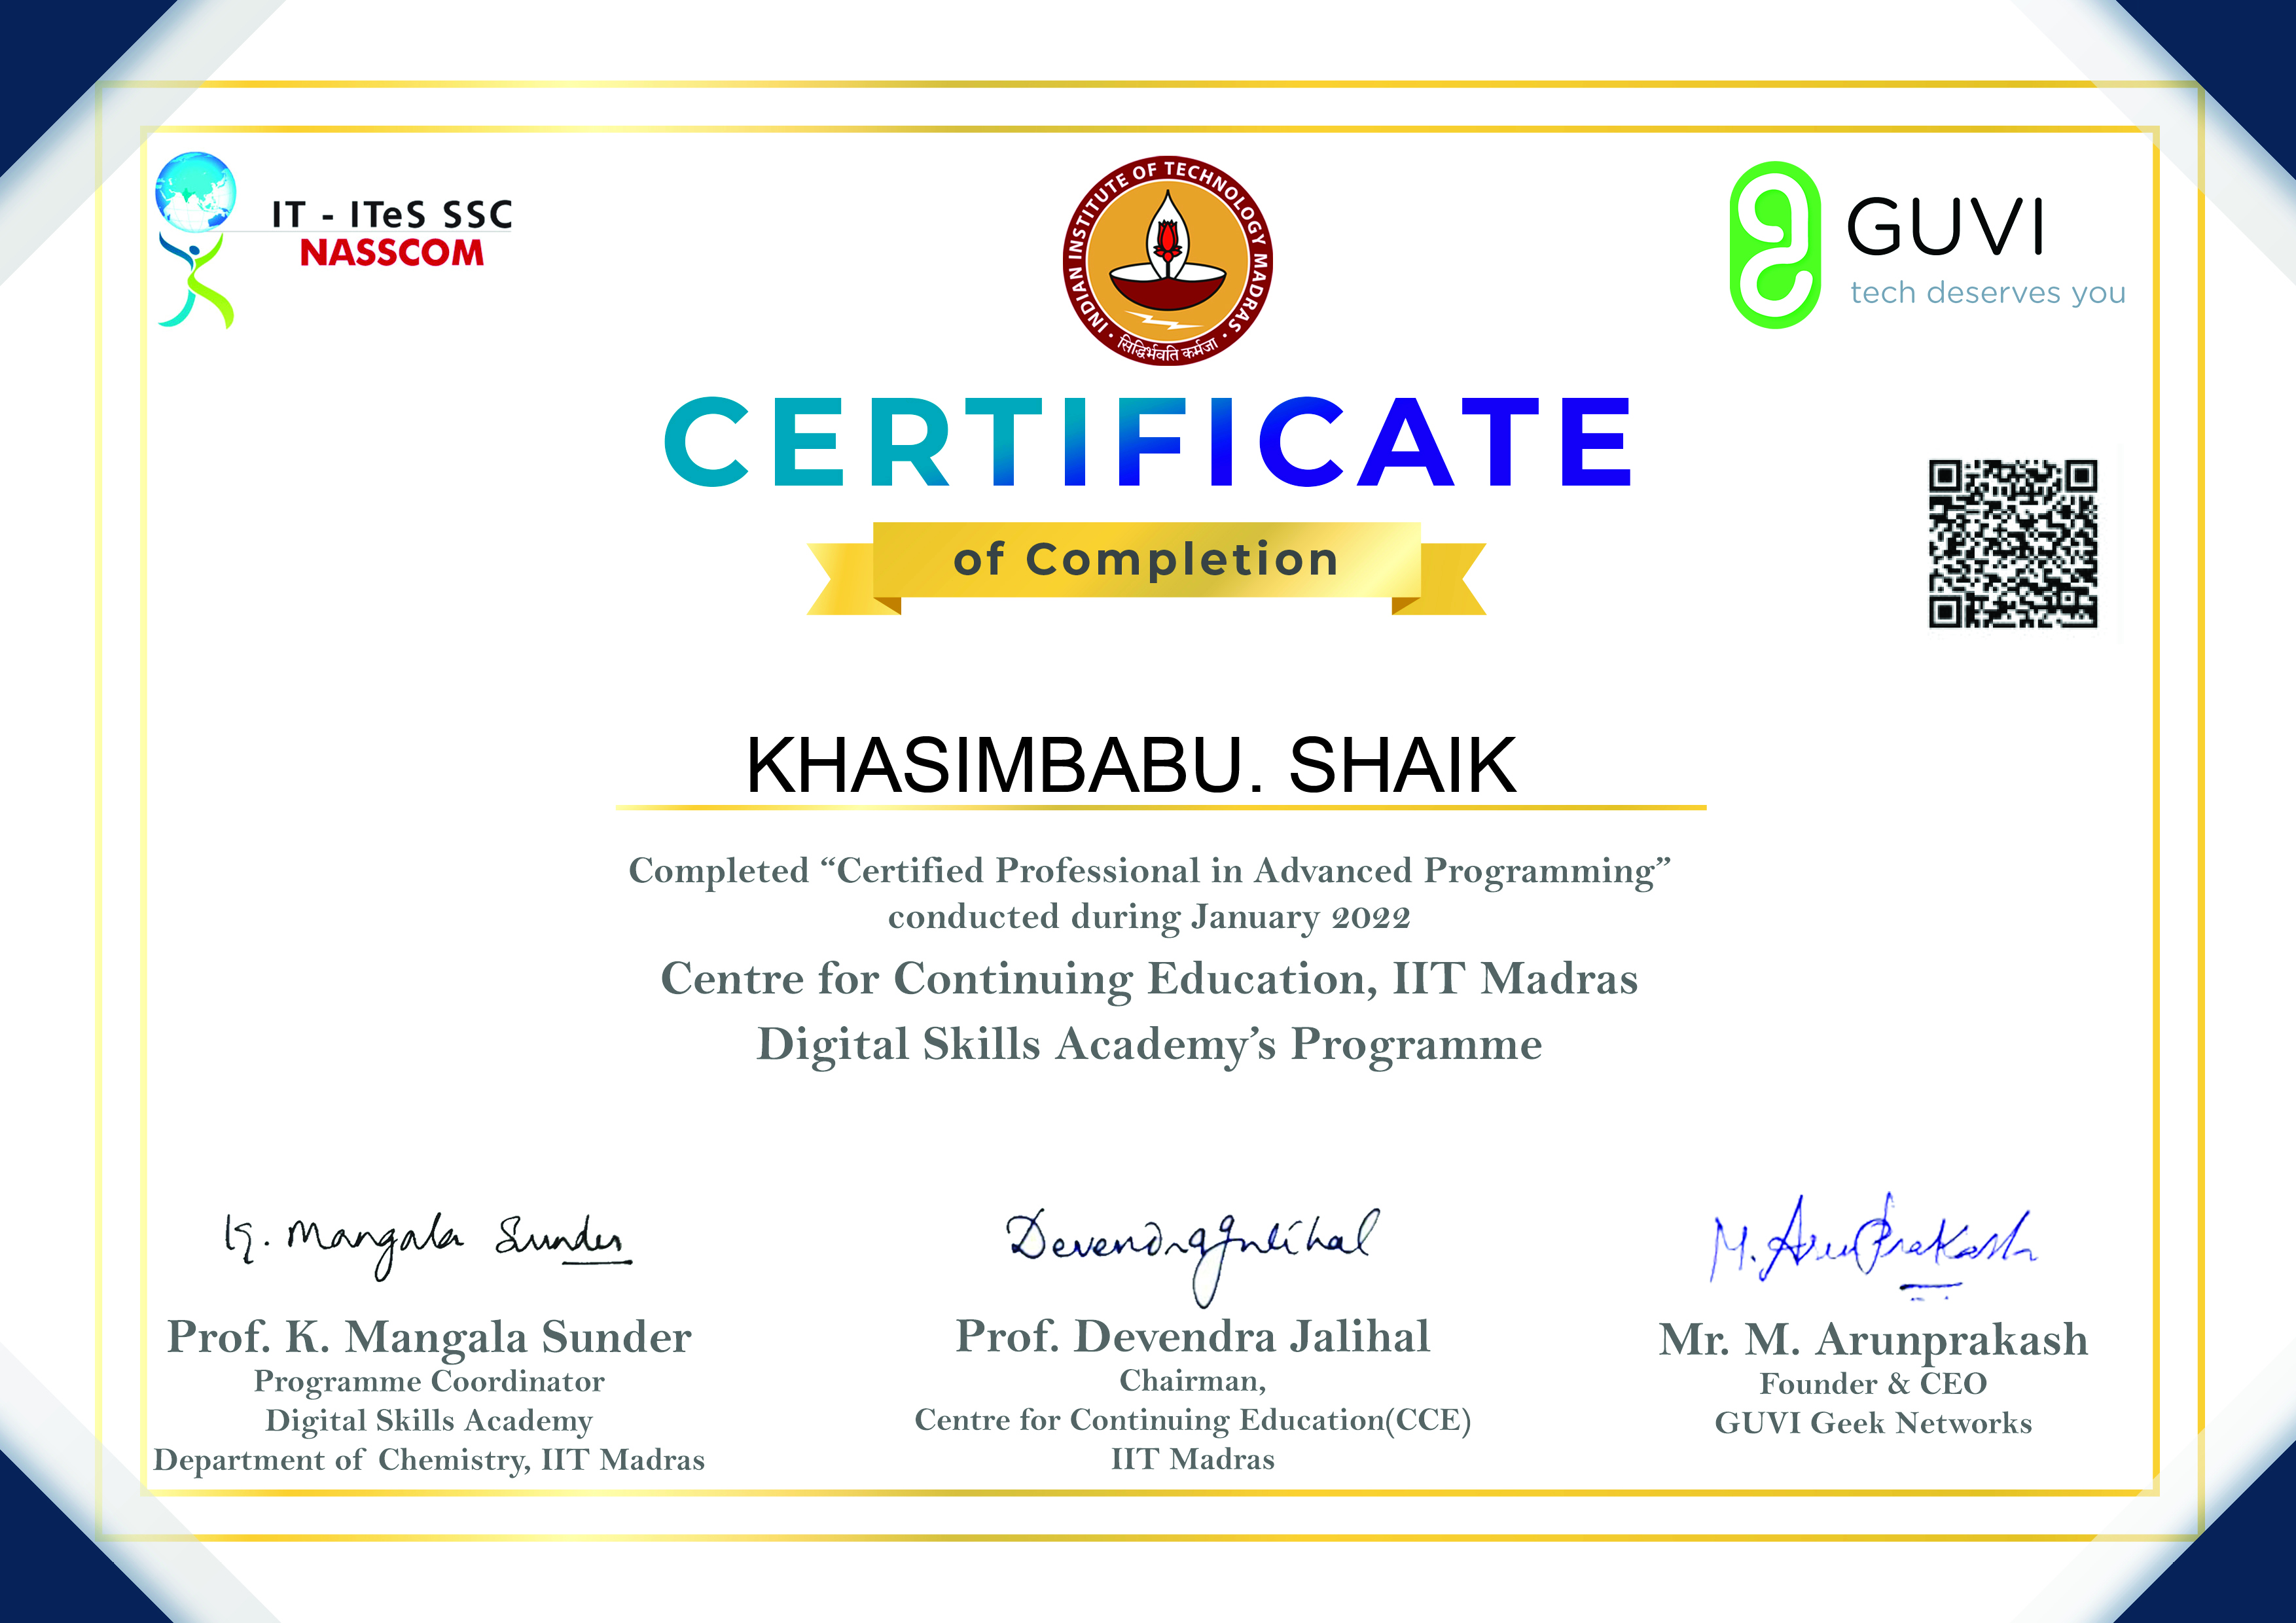 IT - ITeS SSC
NASSCOM
INDIAN INSTITUTE OF TECHNOLOGY MADRAS
सिद्धिर्भवति कर्मजा
GUVI
tech deserves you
CERTIFICATE
of Completion
KHASIMBABU. SHAIK
Completed “Certified Professional in Advanced Programming”
conducted during January 2022
Centre for Continuing Education, IIT Madras
Digital Skills Academy’s Programme
K. Mangala Sunder
Devendra Jalihal
M. ArunPrakash
Prof. K. Mangala Sunder
Programme Coordinator
Digital Skills Academy
Department of Chemistry, IIT Madras
Prof. Devendra Jalihal
Chairman,
Centre for Continuing Education(CCE)
IIT Madras
Mr. M. Arunprakash
Founder & CEO
GUVI Geek Networks